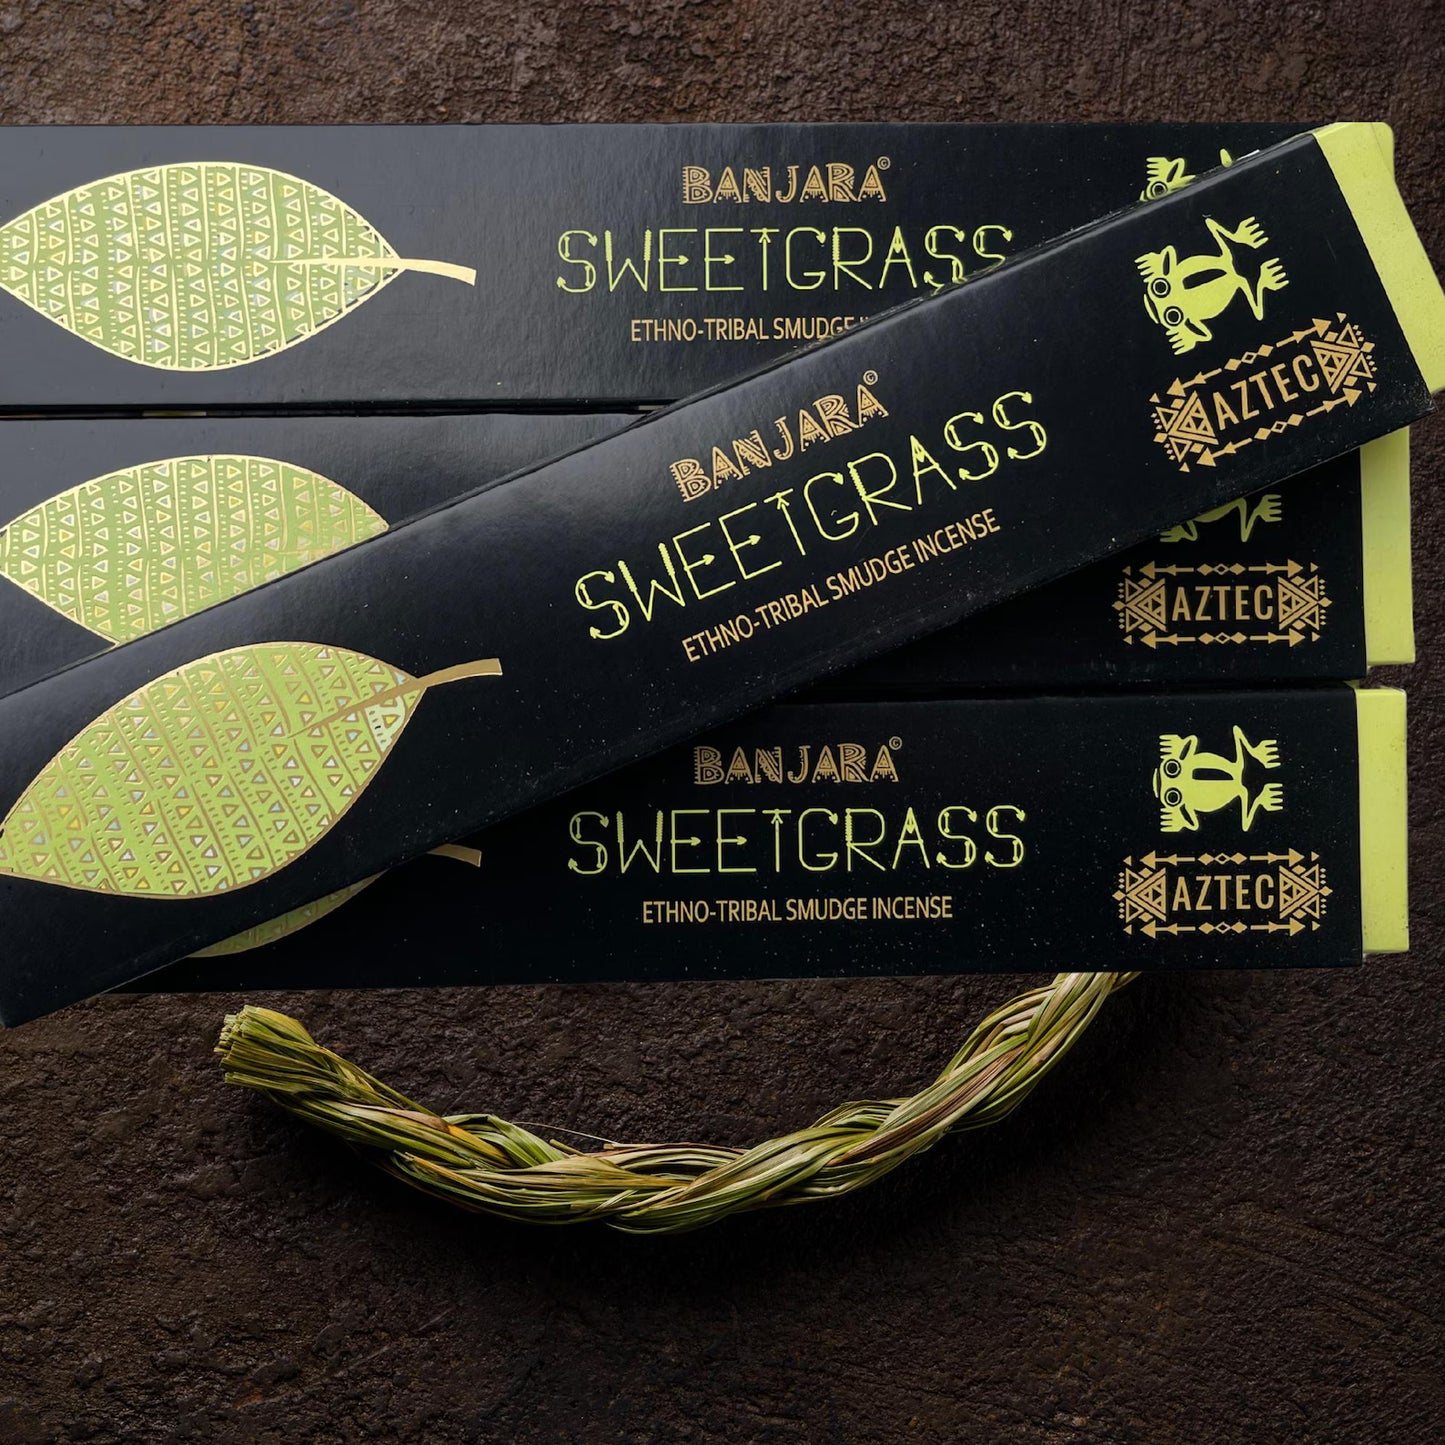 BANJARA©
SWEETGRASS
ETHNO-TRIBAL SMUDGE
BANJARA©
SWEETGRASS
ETHNO-TRIBAL SMUDGE INCENSE
AZTEC
AZTEC
BANJARA©
SWEETGRASS
ETHNO-TRIBAL SMUDGE INCENSE
AZTEC